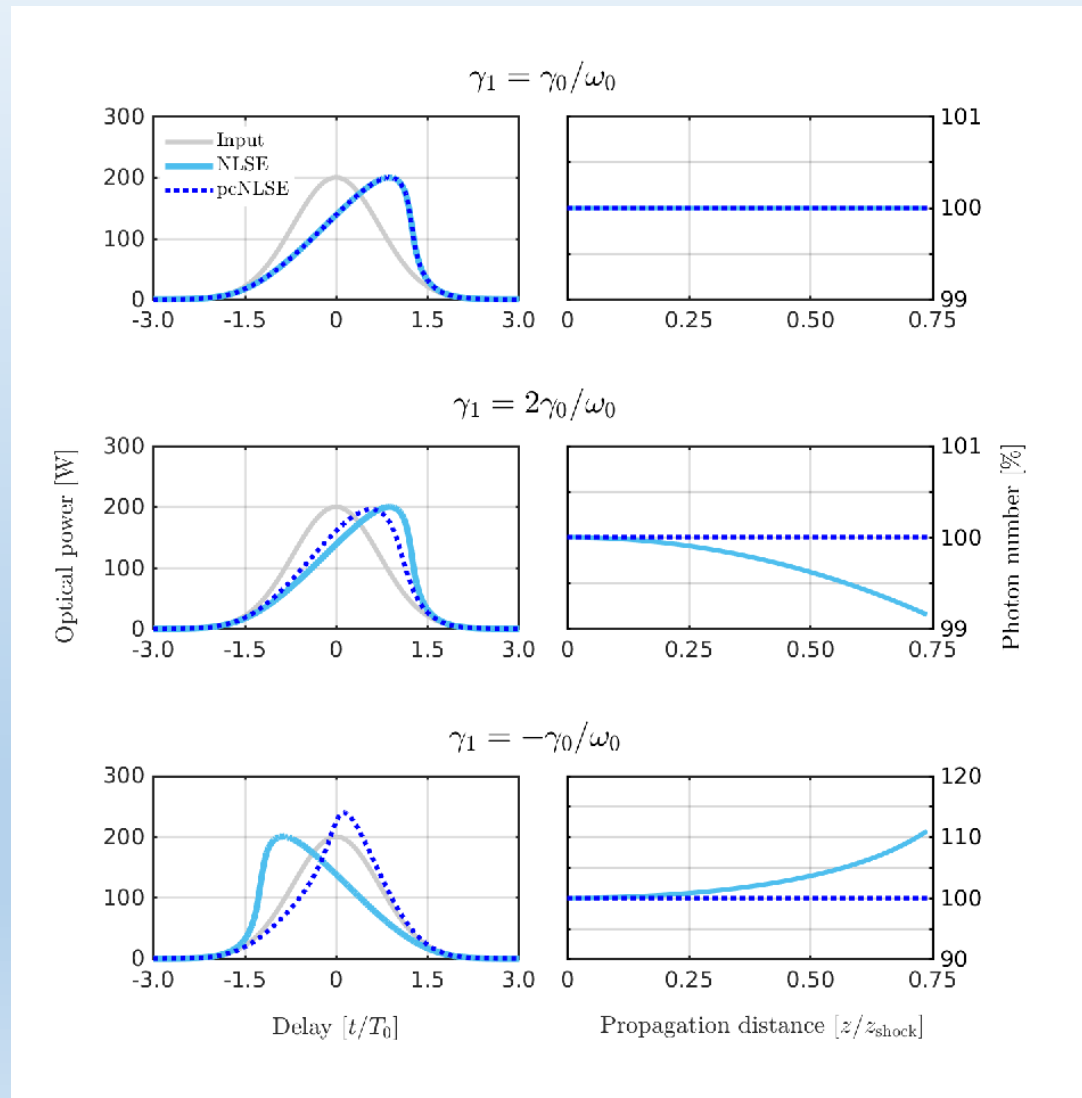 γ₁ = γ₀/ω₀
300
200
100
0
Input
NLSE
pcNLSE
-3.0 -1.5 0 1.5 3.0
101
100
99
0 0.25 0.50 0.75
γ₁ = 2γ₀/ω₀
Optical power [W]
300
200
100
0
-3.0 -1.5 0 1.5 3.0
101
100
99
0 0.25 0.50 0.75
Photon number [%]
γ₁ = −γ₀/ω₀
300
200
100
0
-3.0 -1.5 0 1.5 3.0
Delay [t/T₀]
120
110
100
90
0 0.25 0.50 0.75
Propagation distance [z/z_shock]